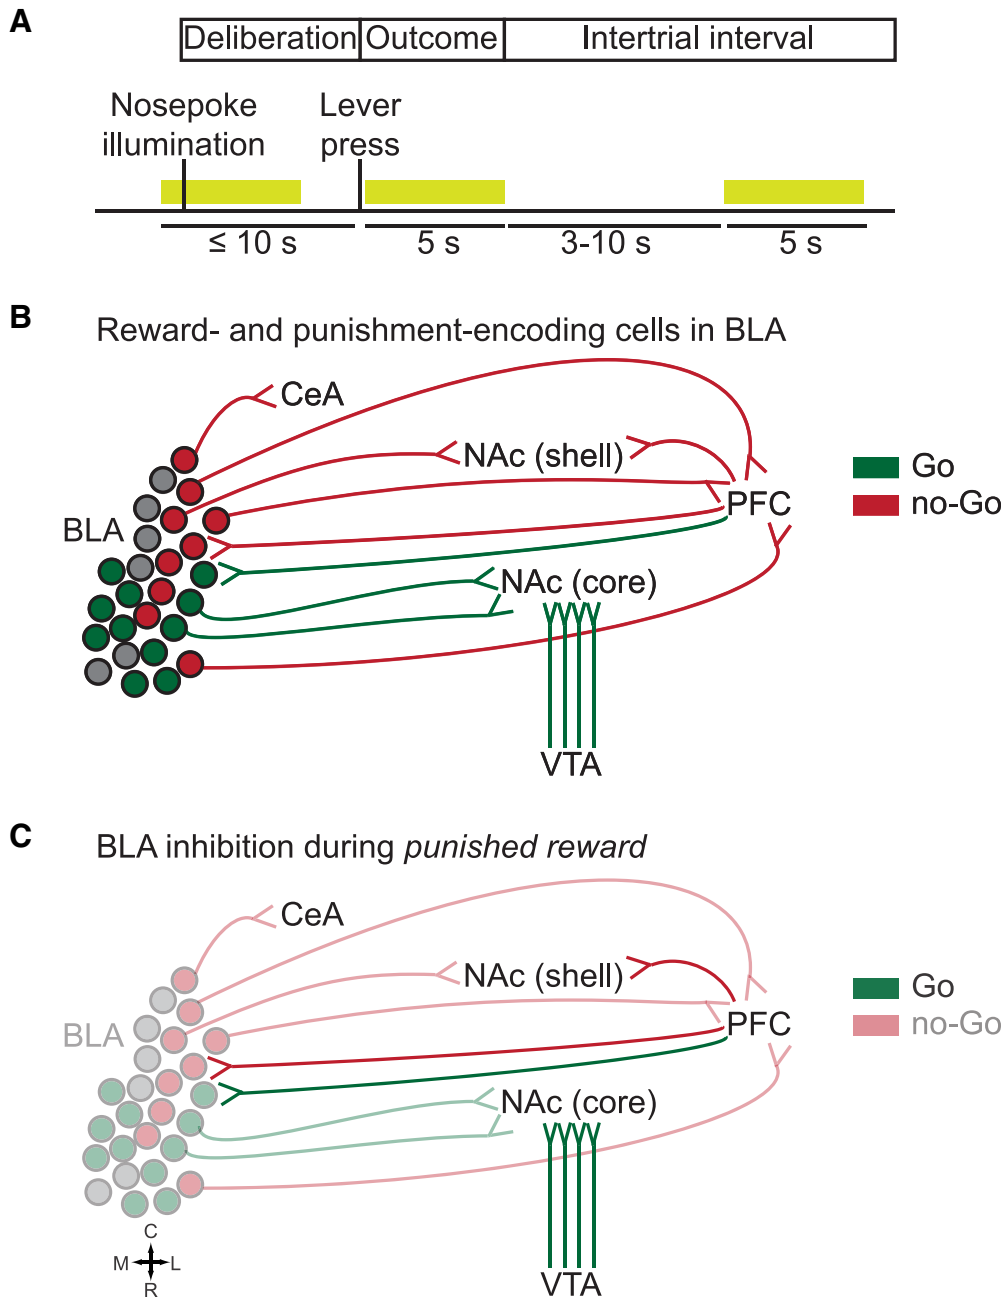 A
Deliberation Outcome Intertrial interval
Nosepoke illumination
Lever press
≤ 10 s 5 s 3-10 s 5 s
B
Reward- and punishment-encoding cells in BLA
CeA
NAc (shell)
Go
no-Go
PFC
BLA
NAc (core)
VTA
C
BLA inhibition during punished reward
CeA
NAc (shell)
Go
no-Go
PFC
BLA
NAc (core)
C
M L
R
VTA